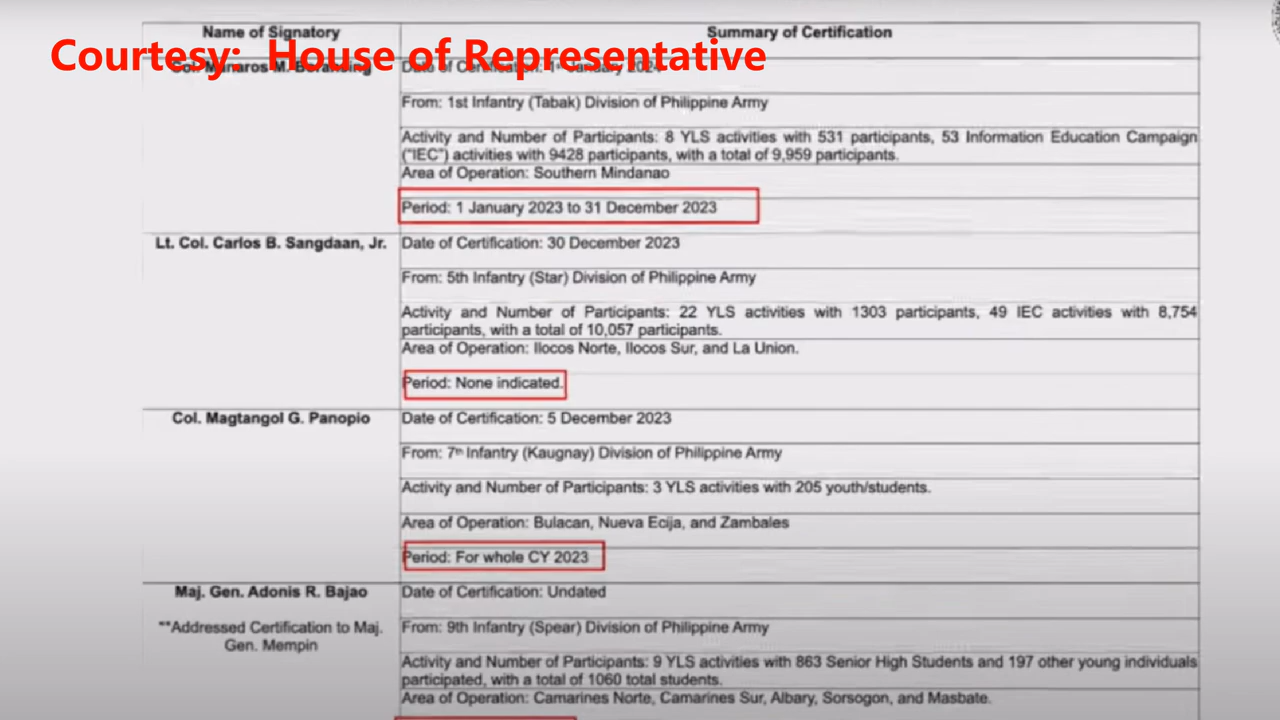 Name of Signatory
Summary of Certification
Courtesy: House of Representative
Date of Certification: 1st January 2024
From: 1st Infantry (Tabak) Division of Philippine Army
Activity and Number of Participants: 8 YLS activities with 531 participants, 53 Information Education Campaign
("IEC") activities with 9428 participants, with a total of 9,959 participants.
Area of Operation: Southern Mindanao
Period: 1 January 2023 to 31 December 2023
Lt. Col. Carlos B. Sangdaan, Jr.
Date of Certification: 30 December 2023
From: 5th Infantry (Star) Division of Philippine Army
Activity and Number of Participants: 22 YLS activities with 1303 participants, 49 IEC activities with 8,754
participants, with a total of 10,057 participants.
Area of Operation: Ilocos Norte, Ilocos Sur, and La Union.
Period: None indicated.
Col. Magtangol G. Panopio
Date of Certification: 5 December 2023
From: 7th Infantry (Kaugnay) Division of Philippine Army
Activity and Number of Participants: 3 YLS activities with 205 youth/students.
Area of Operation: Bulacan, Nueva Ecija, and Zambales
Period: For whole CY 2023
Maj. Gen. Adonis R. Bajao
**Addressed Certification to Maj.
Gen. Mempin
Date of Certification: Undated
From: 9th Infantry (Spear) Division of Philippine Army
Activity and Number of Participants: 9 YLS activities with 863 Senior High Students and 197 other young individuals
participated, with a total of 1060 total students.
Area of Operation: Camarines Norte, Camarines Sur, Albary, Sorsogon, and Masbate.